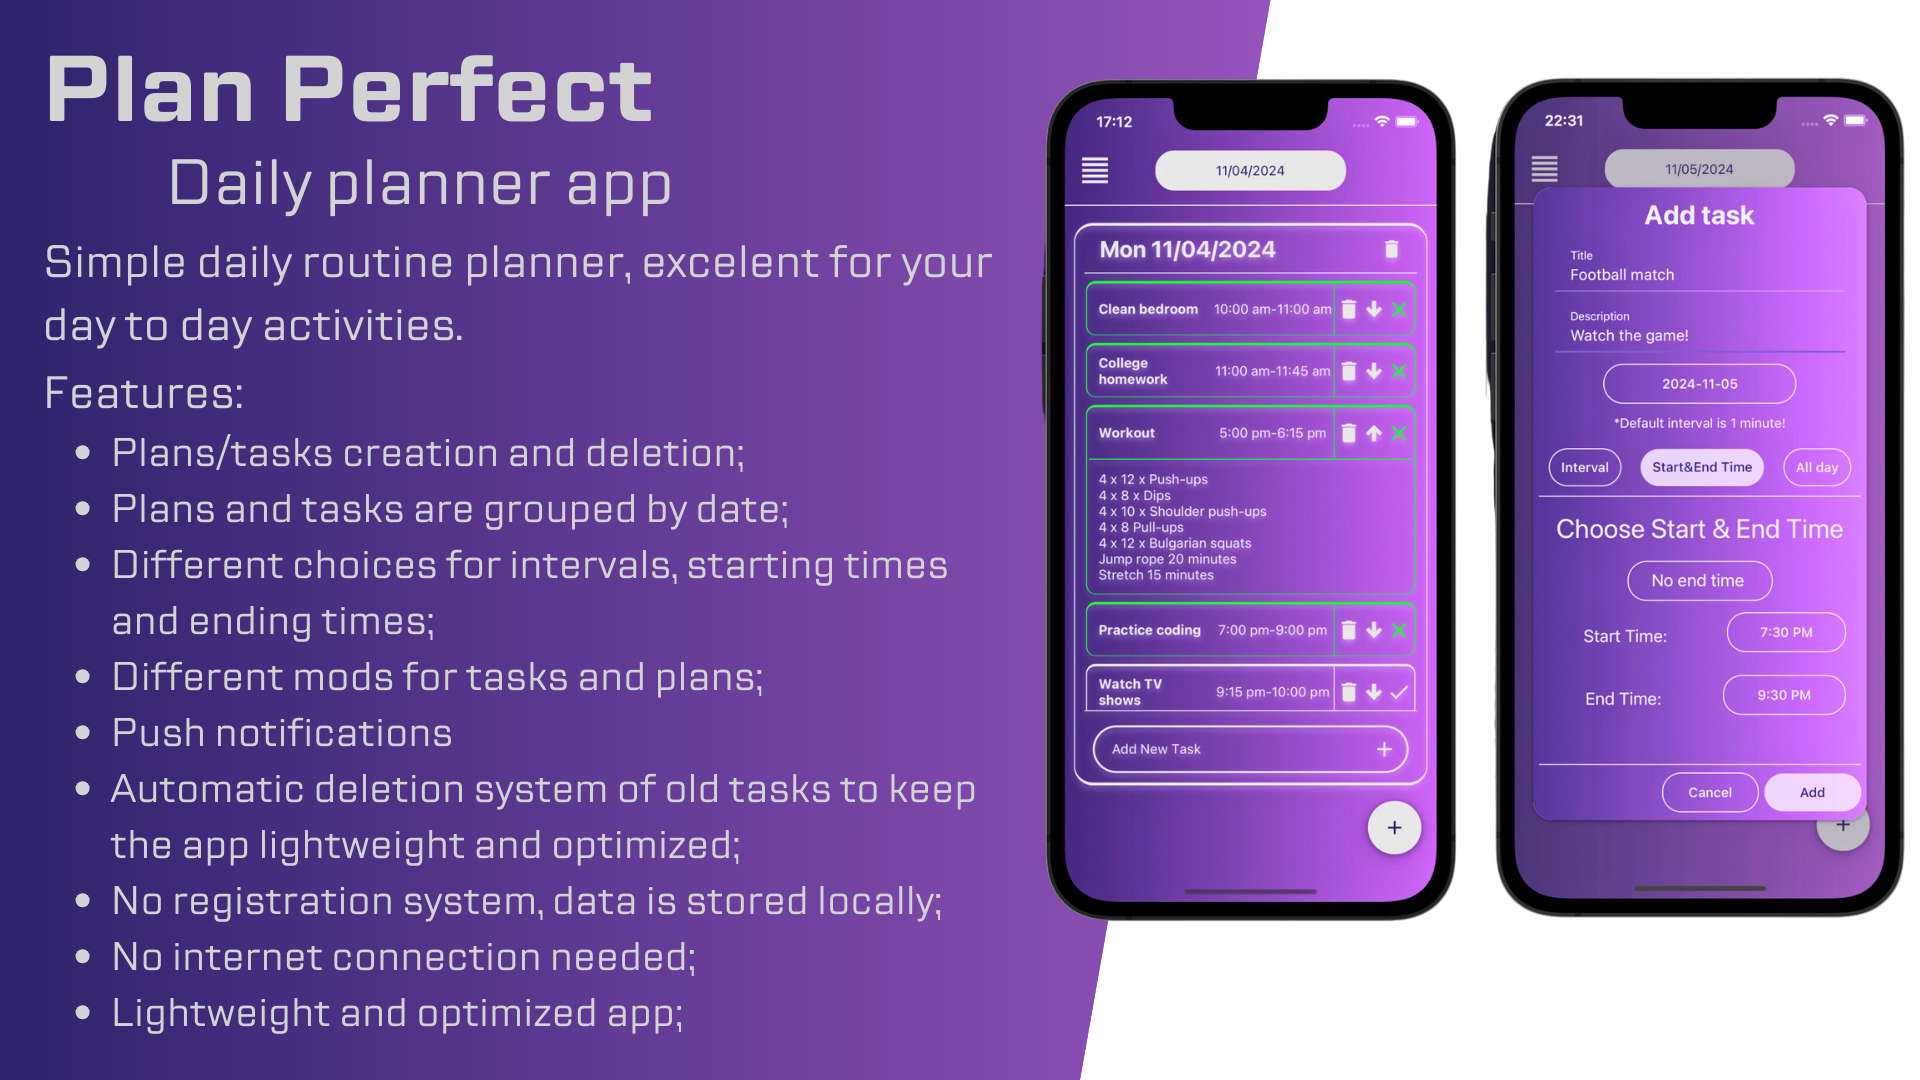 Plan Perfect
Daily planner app
Simple daily routine planner, excelent for your
day to day activities.
Features:
• Plans/tasks creation and deletion;
• Plans and tasks are grouped by date;
• Different choices for intervals, starting times
and ending times;
• Different mods for tasks and plans;
• Push notifications
• Automatic deletion system of old tasks to keep
the app lightweight and optimized;
• No registration system, data is stored locally;
• No internet connection needed;
• Lightweight and optimized app;
17:12
11/04/2024
Mon 11/04/2024
Clean bedroom 10:00 am-11:00 am
College
homework
11:00 am-11:45 am
Workout 5:00 pm-6:15 pm
4 x 12 x Push-ups
4 x 8 x Dips
4 x 10 x Shoulder push-ups
4 x 8 Pull-ups
4 x 12 x Bulgarian squats
Jump rope 20 minutes
Stretch 15 minutes
Practice coding 7:00 pm-9:00 pm
Watch TV
shows
9:15 pm-10:00 pm
Add New Task +
+
22:31
11/05/2024
Add task
Title
Football match
Description
Watch the game!
2024-11-05
*Default interval is 1 minute!
Interval Start&End Time All day
Choose Start & End Time
No end time
Start Time: 7:30 PM
End Time: 9:30 PM
Cancel Add
+